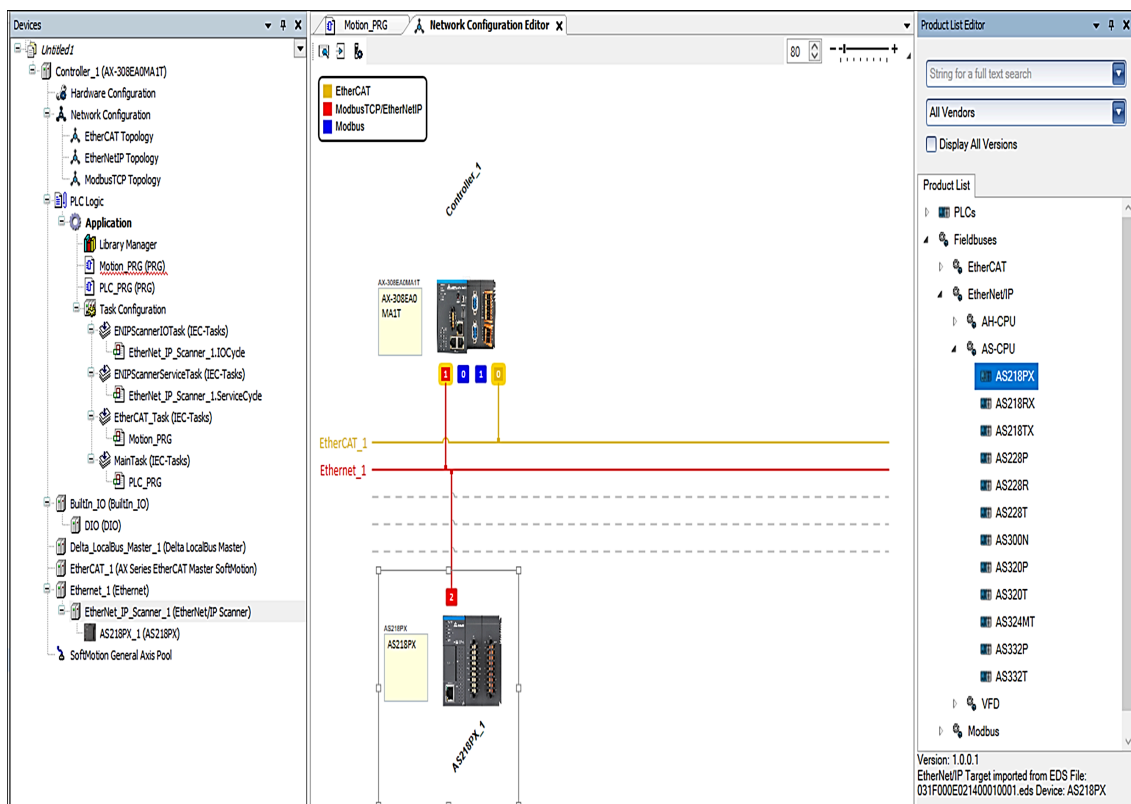 Devices
Untitled1
Controller_1 (AX-308EA0MA1T)
Hardware Configuration
Network Configuration
EtherCAT Topology
EtherNetIP Topology
ModbusTCP Topology
PLC Logic
Application
Library Manager
Motion_PRG (PRG)
PLC_PRG (PRG)
Task Configuration
ENIPScannerIOTask (IEC-Tasks)
EtherNet_IP_Scanner_1.IOCycle
ENIPScannerServiceTask (IEC-Tasks)
EtherNet_IP_Scanner_1.ServiceCycle
EtherCAT_Task (IEC-Tasks)
Motion_PRG
MainTask (IEC-Tasks)
PLC_PRG
BuiltIn_IO (BuiltIn_IO)
DIO (DIO)
Delta_LocalBus_Master_1 (Delta LocalBus Master)
EtherCAT_1 (AX Series EtherCAT Master SoftMotion)
Ethernet_1 (Ethernet)
EtherNet_IP_Scanner_1 (EtherNet/IP Scanner)
AS218PX_1 (AS218PX)
SoftMotion General Axis Pool
Motion_PRG
Network Configuration Editor
80
EtherCAT
ModbusTCP/EtherNetIP
Modbus
Controller_1
AX-308EA0MA1T
AX-308EA0
MA1T
1 0 1 0
EtherCAT_1
Ethernet_1
2
AS218PX
AS218PX
AS218PX_1
Product List Editor
String for a full text search
All Vendors
Display All Versions
Product List
PLCs
Fieldbuses
EtherCAT
EtherNet/IP
AH-CPU
AS-CPU
AS218PX
AS218RX
AS218TX
AS228P
AS228R
AS228T
AS300N
AS320P
AS320T
AS324MT
AS332P
AS332T
VFD
Modbus
Version: 1.0.0.1
EtherNet/IP Target imported from EDS File:
031F000E021400010001.eds Device: AS218PX